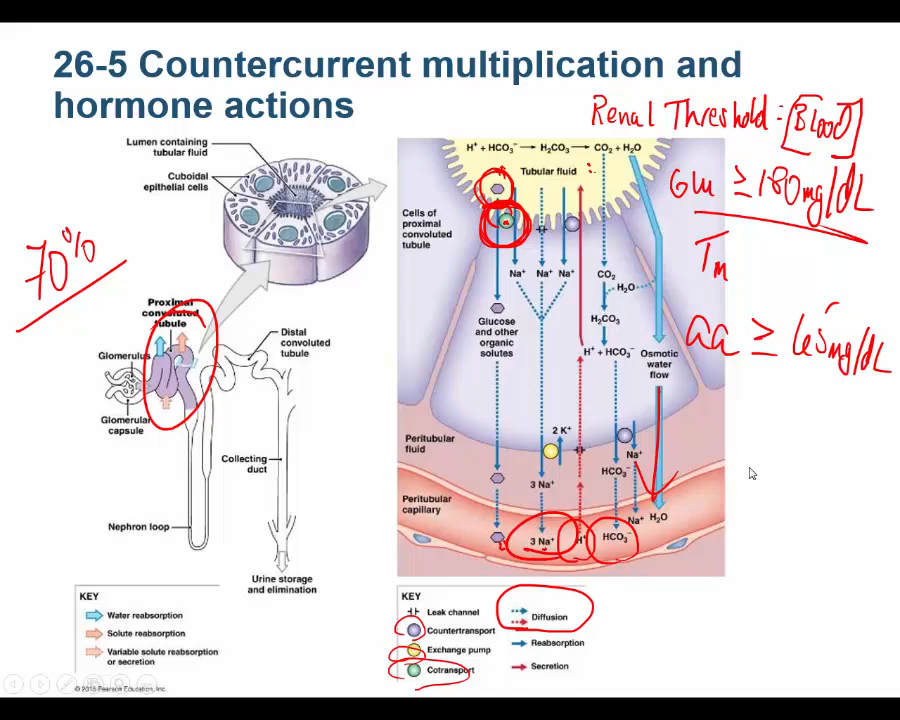 26-5 Countercurrent multiplication and
hormone actions
Renal Threshold : [Blood]
Glu ≥ 180mg/dL
Tm
aa ≥ 65mg/dL
70%
Lumen containing
tubular fluid
Cuboidal
epithelial cells
Proximal
convoluted
tubule
Glomerulus
Glomerular
capsule
Distal
convoluted
tubule
Collecting
duct
Nephron loop
Urine storage
and elimination
KEY
Water reabsorption
Solute reabsorption
Variable solute reabsorption
or secretion
© 2015 Pearson Education, Inc.
H⁺ + HCO₃⁻ → H₂CO₃ → CO₂ + H₂O
Tubular fluid
Cells of
proximal
convoluted
tubule
Na⁺ Na⁺ Na⁺
CO₂
H₂O
H₂CO₃
Glucose
and other
organic
solutes
H⁺ + HCO₃⁻
Osmotic
water
flow
Peritubular
fluid
2 K⁺
Na⁺
HCO₃⁻
3 Na⁺
Peritubular
capillary
3 Na⁺
H⁺
HCO₃⁻
Na⁺
H₂O
KEY
Leak channel
Countertransport
Exchange pump
Cotransport
Diffusion
Reabsorption
Secretion